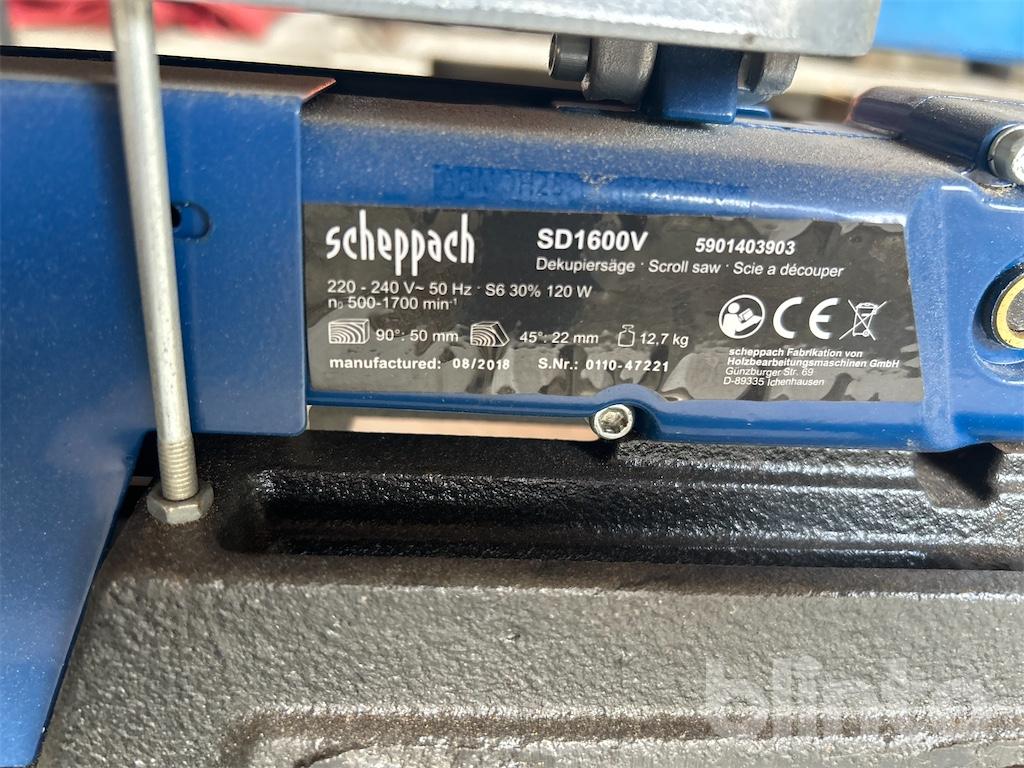 scheppach
SD1600V 5901403903
Dekupiersäge · Scroll saw · Scie a découper
220 - 240 V~ 50 Hz · S6 30% 120 W
n₀ 500-1700 min⁻¹
90°: 50 mm 45°: 22 mm 12,7 kg
manufactured: 08/2018 S.Nr.: 0110-47221
CE
scheppach Fabrikation von
Holzbearbeitungsmaschinen GmbH
Günzburger Str. 69
D-89335 Ichenhausen
blinto